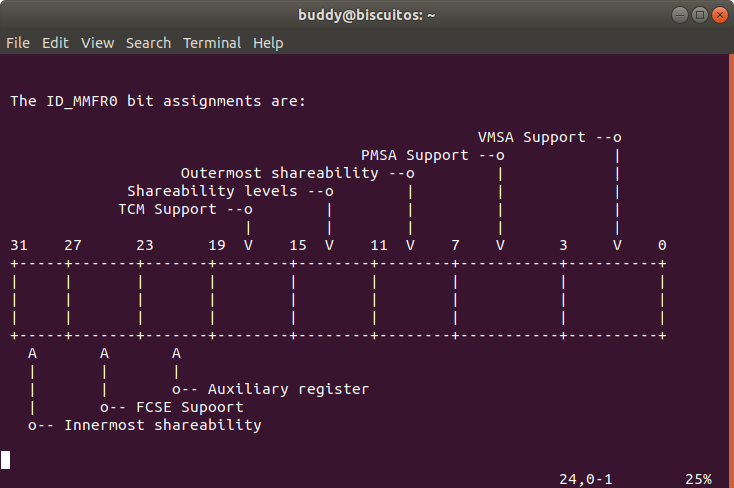 buddy@biscuitos: ~
File Edit View Search Terminal Help
The ID_MMFR0 bit assignments are:
VMSA Support --o
PMSA Support --o |
Outermost shareability --o | |
Shareability levels --o | | |
TCM Support --o | | | |
| | | | |
31 27 23 19 V 15 V 11 V 7 V 3 V 0
+-----+-------+-------+--------+--------+--------+-----------+----------+
| | | | | | | | |
| | | | | | | | |
| | | | | | | | |
+-----+-------+-------+--------+--------+--------+-----------+----------+
A A A
| | |
| | o-- Auxiliary register
| o-- FCSE Supoort
o-- Innermost shareability
24,0-1 25%